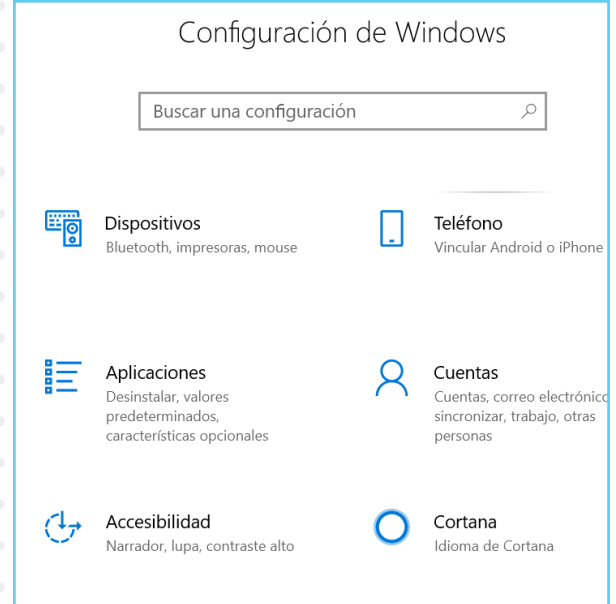 Configuración de Windows
Buscar una configuración
Dispositivos
Bluetooth, impresoras, mouse
Teléfono
Vincular Android o iPhone
Aplicaciones
Desinstalar, valores
predeterminados,
características opcionales
Cuentas
Cuentas, correo electrónico
sincronizar, trabajo, otras
personas
Accesibilidad
Narrador, lupa, contraste alto
Cortana
Idioma de Cortana